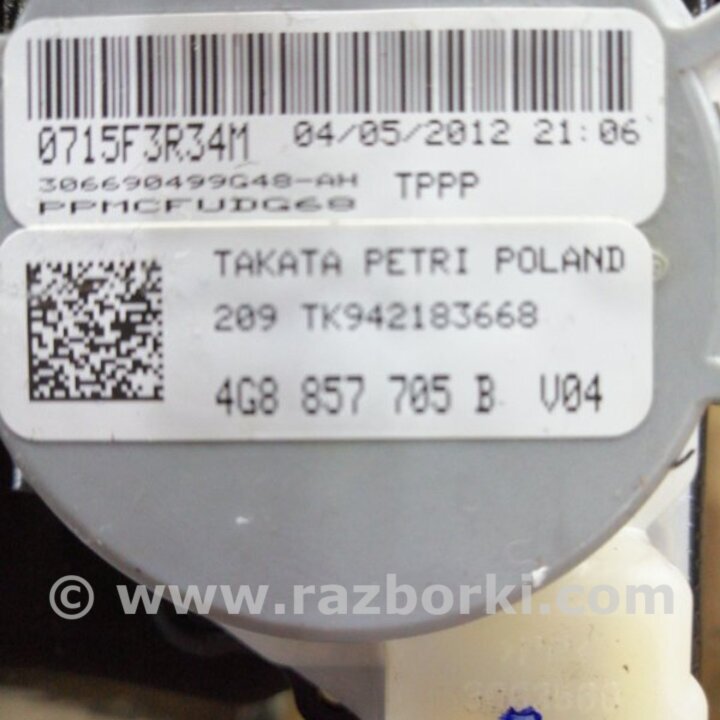 0715F3R34M 04/05/2012 21:06
306690499G48-AH TPPP
PPMCFUDG68
TAKATA PETRI POLAND
209 TK942183668
4G8 857 705 B V04
© www.razborki.com